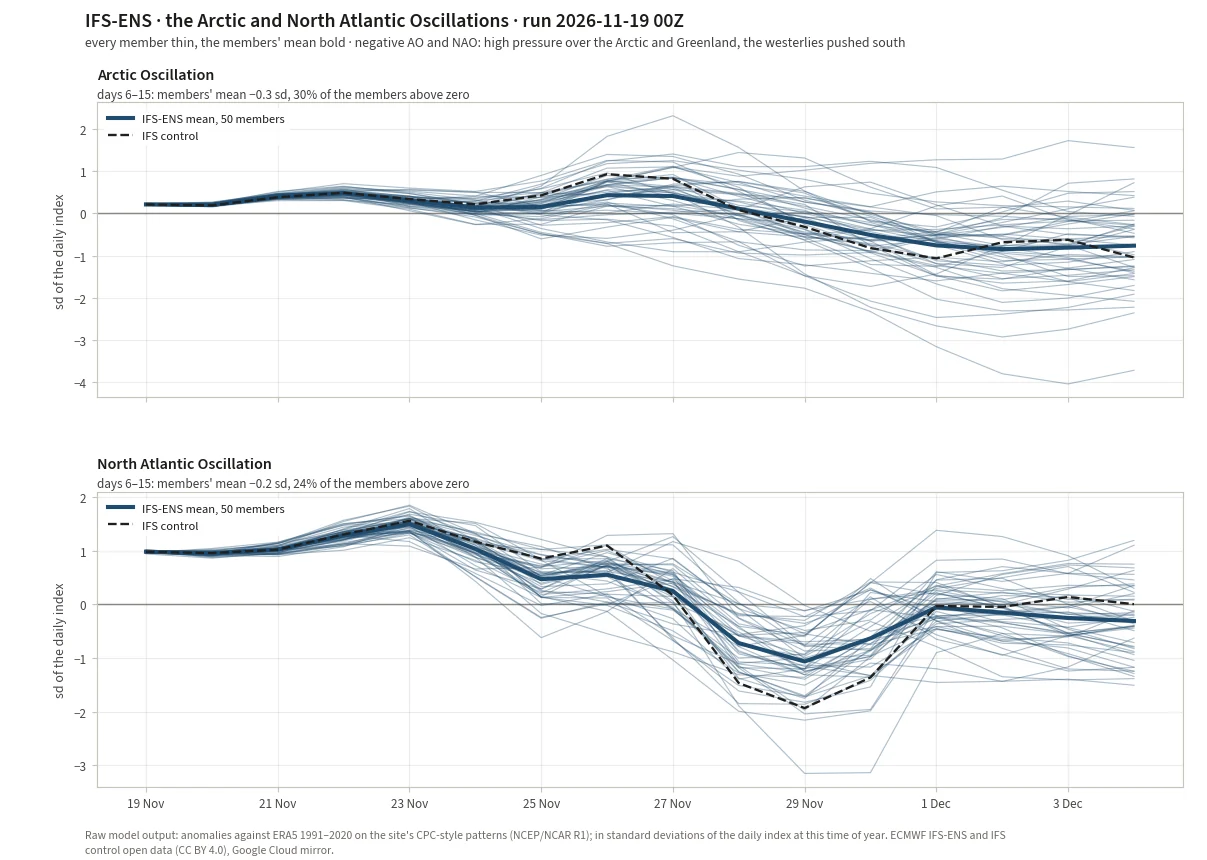 IFS-ENS · the Arctic and North Atlantic Oscillations · run 2026-11-19 00Z
every member thin, the members' mean bold · negative AO and NAO: high pressure over the Arctic and Greenland, the westerlies pushed south
Arctic Oscillation
days 6–15: members' mean −0.3 sd, 30% of the members above zero
IFS-ENS mean, 50 members
IFS control
2
1
0
−1
−2
−3
−4
sd of the daily index
North Atlantic Oscillation
days 6–15: members' mean −0.2 sd, 24% of the members above zero
IFS-ENS mean, 50 members
IFS control
2
1
0
−1
−2
−3
sd of the daily index
19 Nov
21 Nov
23 Nov
25 Nov
27 Nov
29 Nov
1 Dec
3 Dec
Raw model output: anomalies against ERA5 1991–2020 on the site's CPC-style patterns (NCEP/NCAR R1); in standard deviations of the daily index at this time of year. ECMWF IFS-ENS and IFS
control open data (CC BY 4.0), Google Cloud mirror.